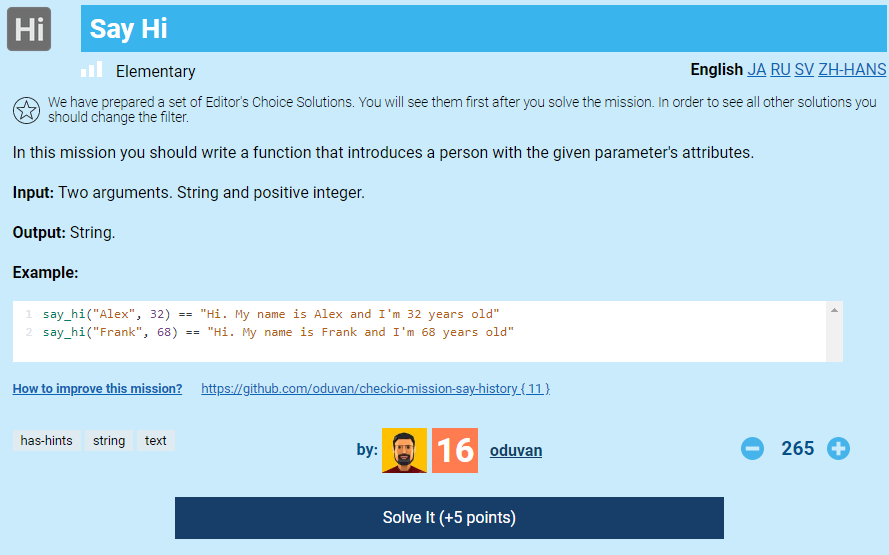 Hi
Say Hi
Elementary
English JA RU SV ZH-HANS
We have prepared a set of Editor's Choice Solutions. You will see them first after you solve the mission. In order to see all other solutions you
should change the filter.
In this mission you should write a function that introduces a person with the given parameter's attributes.
Input: Two arguments. String and positive integer.
Output: String.
Example:
1 say_hi("Alex", 32) == "Hi. My name is Alex and I'm 32 years old"
2 say_hi("Frank", 68) == "Hi. My name is Frank and I'm 68 years old"
How to improve this mission? https://github.com/oduvan/checkio-mission-say-history { 11 }
has-hints string text
by: 16 oduvan
265
Solve It (+5 points)